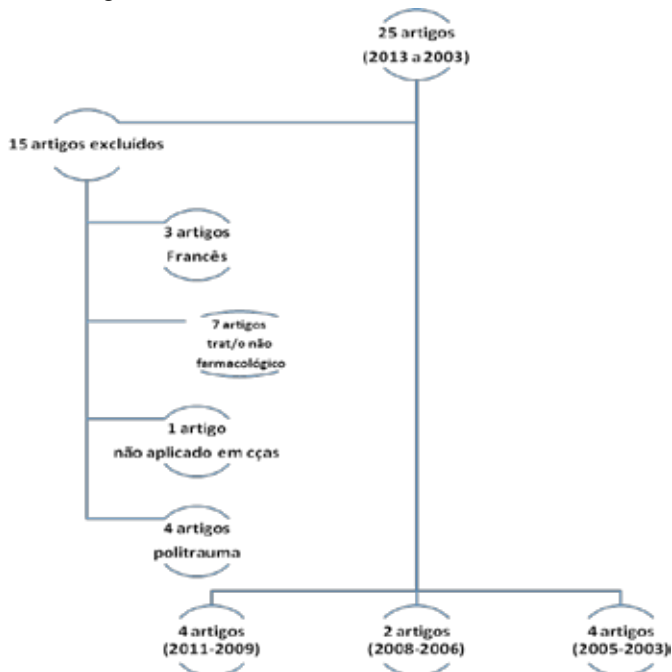 25 artigos
(2013 a 2003)
15 artigos excluídos
3 artigos
Francês
7 artigos
trat/o não
farmacológico
1 artigo
não aplicado em cças
4 artigos
politrauma
4 artigos
(2011-2009)
2 artigos
(2008-2006)
4 artigos
(2005-2003)